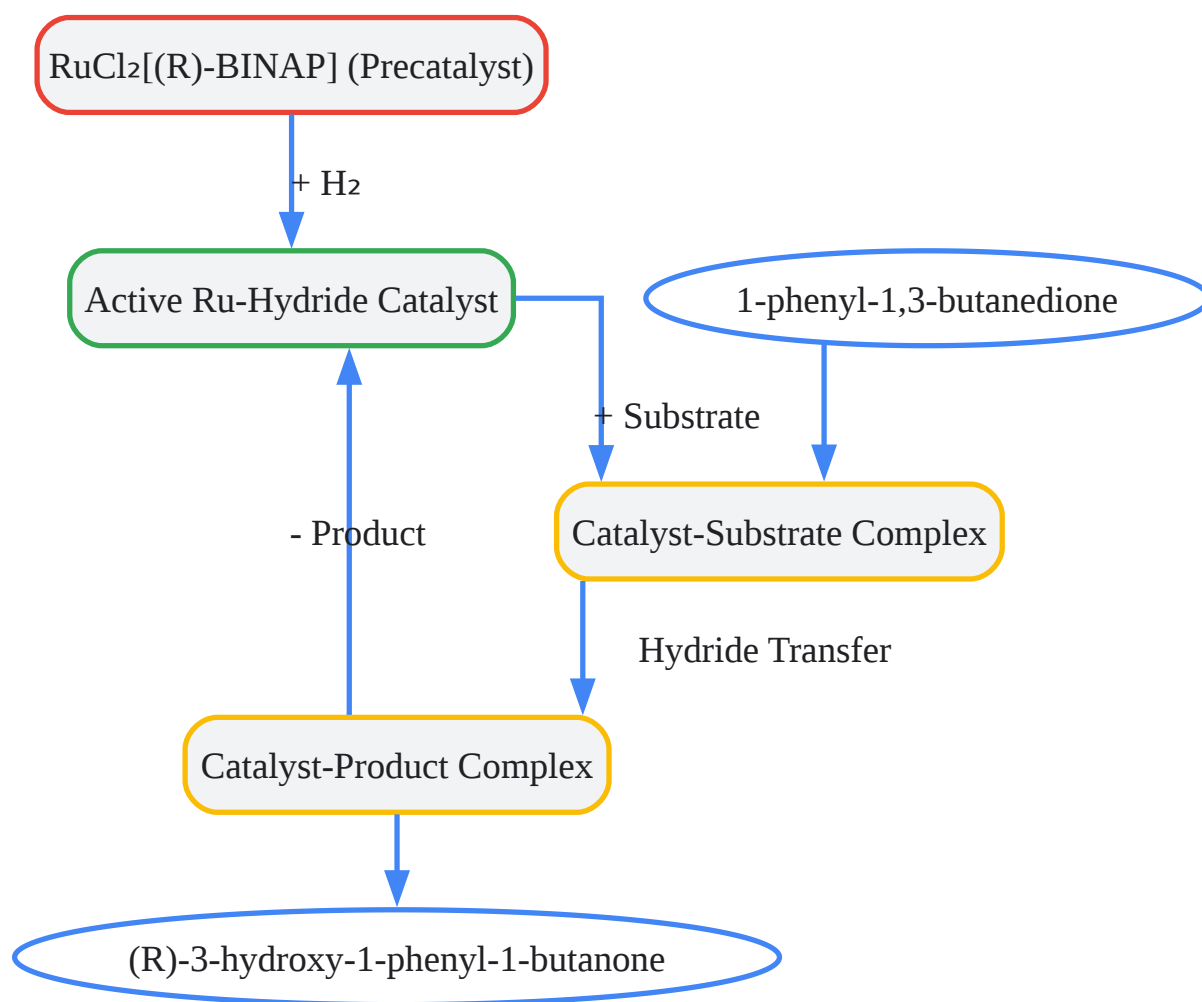 RuCl₂[(R)-BINAP] (Precatalyst)
+ H₂
Active Ru-Hydride Catalyst
1-phenyl-1,3-butanedione
+ Substrate
- Product
Catalyst-Substrate Complex
Hydride Transfer
Catalyst-Product Complex
(R)-3-hydroxy-1-phenyl-1-butanone